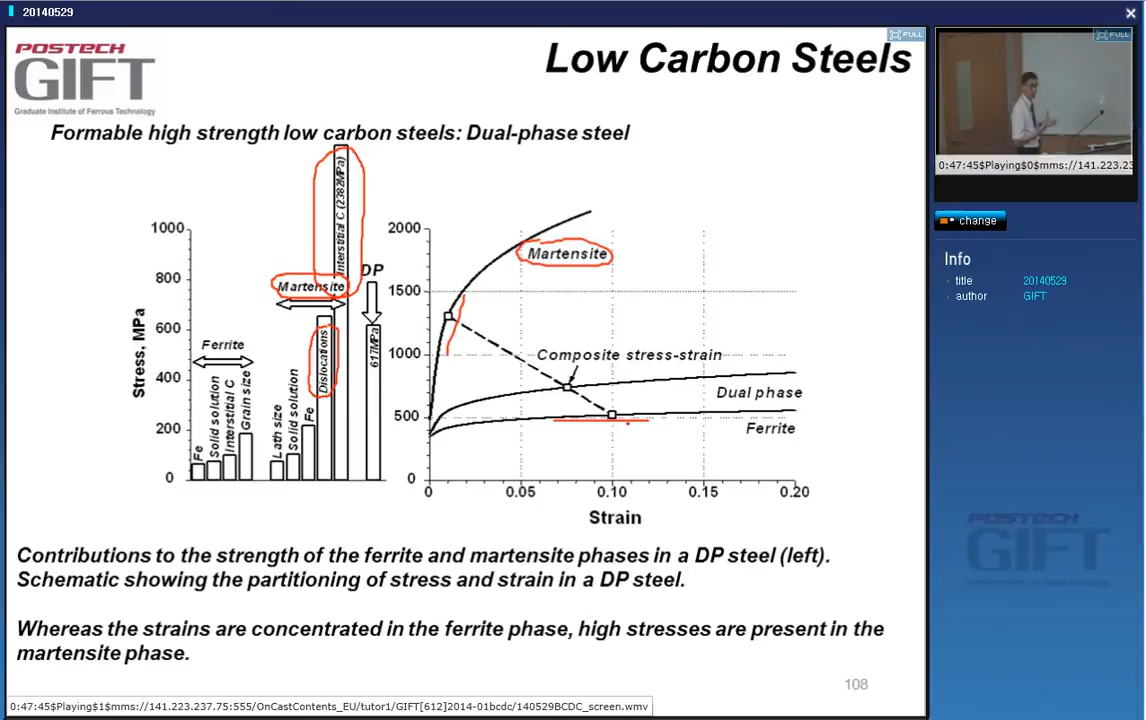 20140529
POSTECH
GIFT
Graduate Institute of Ferrous Technology
FULL
Low Carbon Steels
Formable high strength low carbon steels: Dual-phase steel
Stress, MPa
1000
800
600
400
200
0
Ferrite
Fe
Solid solution
Interstitial C
Grain size
Martensite
Lath size
Solid solution
Fe
Dislocations
Interstitial C (2382MPa)
DP
617MPa
2000
1500
1000
500
0
Martensite
Composite stress-strain
Dual phase
Ferrite
0 0.05 0.10 0.15 0.20
Strain
Contributions to the strength of the ferrite and martensite phases in a DP steel (left).
Schematic showing the partitioning of stress and strain in a DP steel.
Whereas the strains are concentrated in the ferrite phase, high stresses are present in the
martensite phase.
108
0:47:45$Playing$1$mms://141.223.237.75:555/OnCastContents_EU/tutor1/GIFT[612]2014-01bcdc/140529BCDC_screen.wmv
FULL
0:47:45$Playing$0$mms://141.223.23
change
Info
title 20140529
author GIFT
POSTECH
GIFT